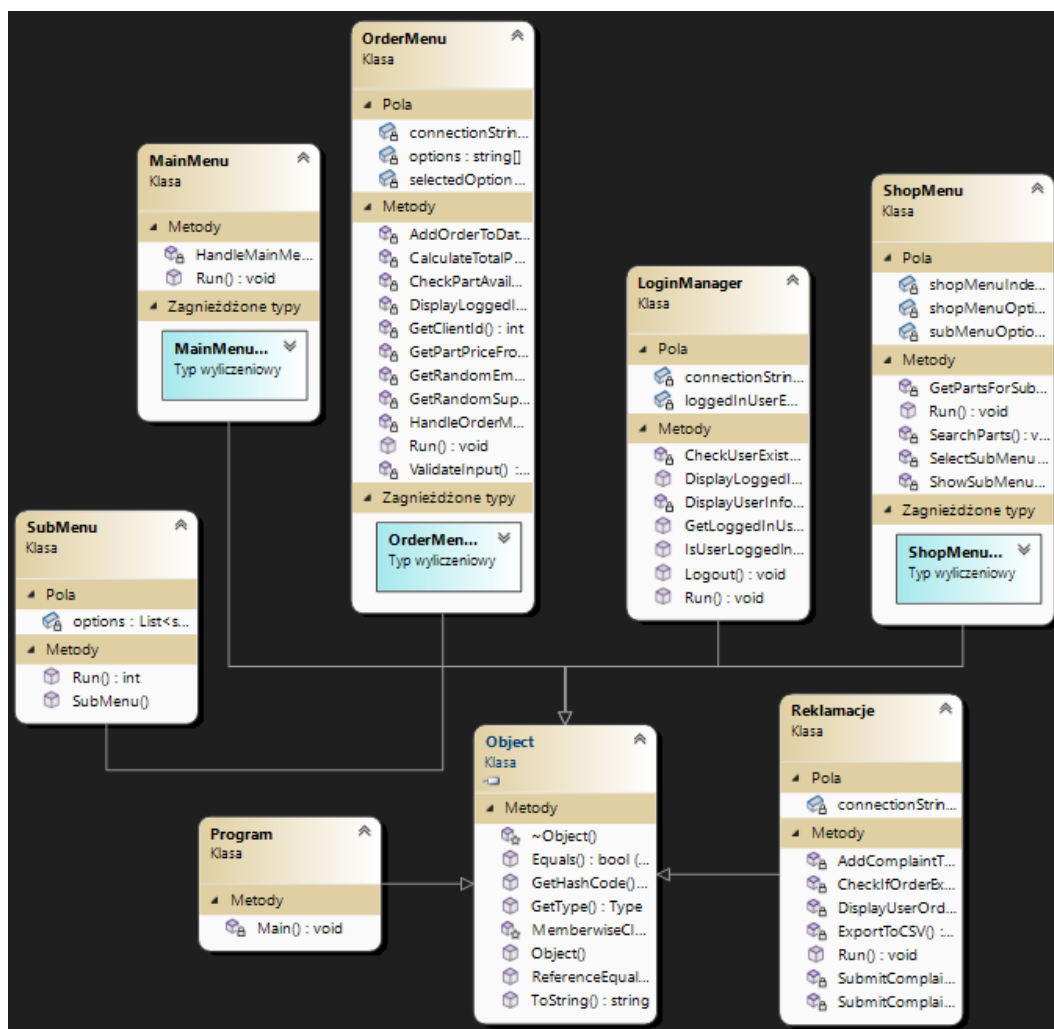 OrderMenu
Klasa
Pola
connectionStrin...
options : string[]
selectedOption...
Metody
AddOrderToDat...
CalculateTotalP...
CheckPartAvail...
DisplayLoggedI...
GetClientId() : int
GetPartPriceFro...
GetRandomEm...
GetRandomSup...
HandleOrderM...
Run() : void
ValidateInput() :...
Zagnieżdżone typy
OrderMen...
Typ wyliczeniowy
MainMenu
Klasa
Metody
HandleMainMe...
Run() : void
Zagnieżdżone typy
MainMenu...
Typ wyliczeniowy
ShopMenu
Klasa
Pola
shopMenuInde...
shopMenuOpti...
subMenuOptio...
Metody
GetPartsForSub...
Run() : void
SearchParts() : v...
SelectSubMenu...
ShowSubMenu...
Zagnieżdżone typy
ShopMenu...
Typ wyliczeniowy
LoginManager
Klasa
Pola
connectionStrin...
loggedInUserE...
Metody
CheckUserExist...
DisplayLoggedI...
DisplayUserInfo...
GetLoggedInUs...
IsUserLoggedIn...
Logout() : void
Run() : void
SubMenu
Klasa
Pola
options : List<s...
Metody
Run() : int
SubMenu()
Object
Klasa
Metody
~Object()
Equals() : bool (...
GetHashCode()...
GetType() : Type
MemberwiseCl...
Object()
ReferenceEqual...
ToString() : string
Reklamacje
Klasa
Pola
connectionStrin...
Metody
AddComplaintT...
CheckIfOrderEx...
DisplayUserOrd...
ExportToCSV() :...
Run() : void
SubmitComplai...
SubmitComplai...
Program
Klasa
Metody
Main() : void